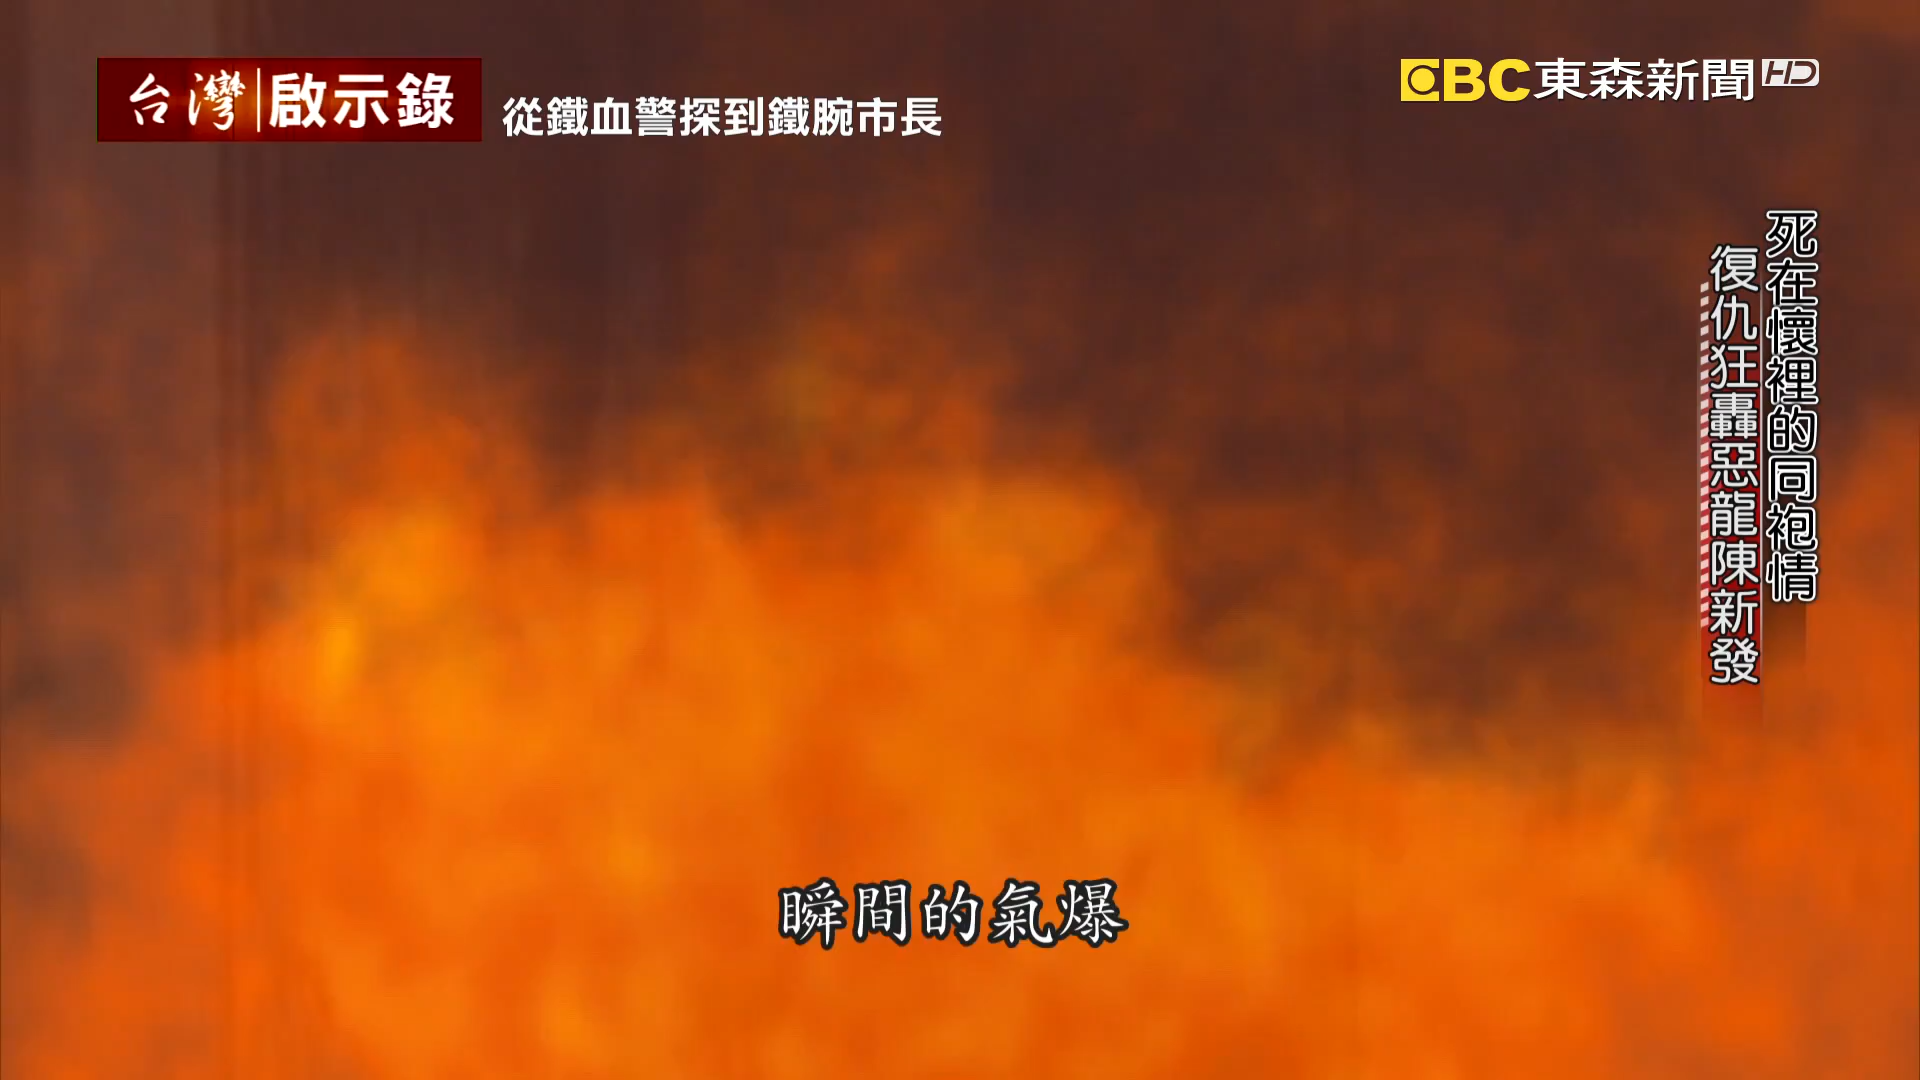 台灣啟示錄
從鐵血警探到鐵腕市長
EBC東森新聞HD
死在懷裡的同袍情
復仇狂轟惡龍陳新發
瞬間的氣爆